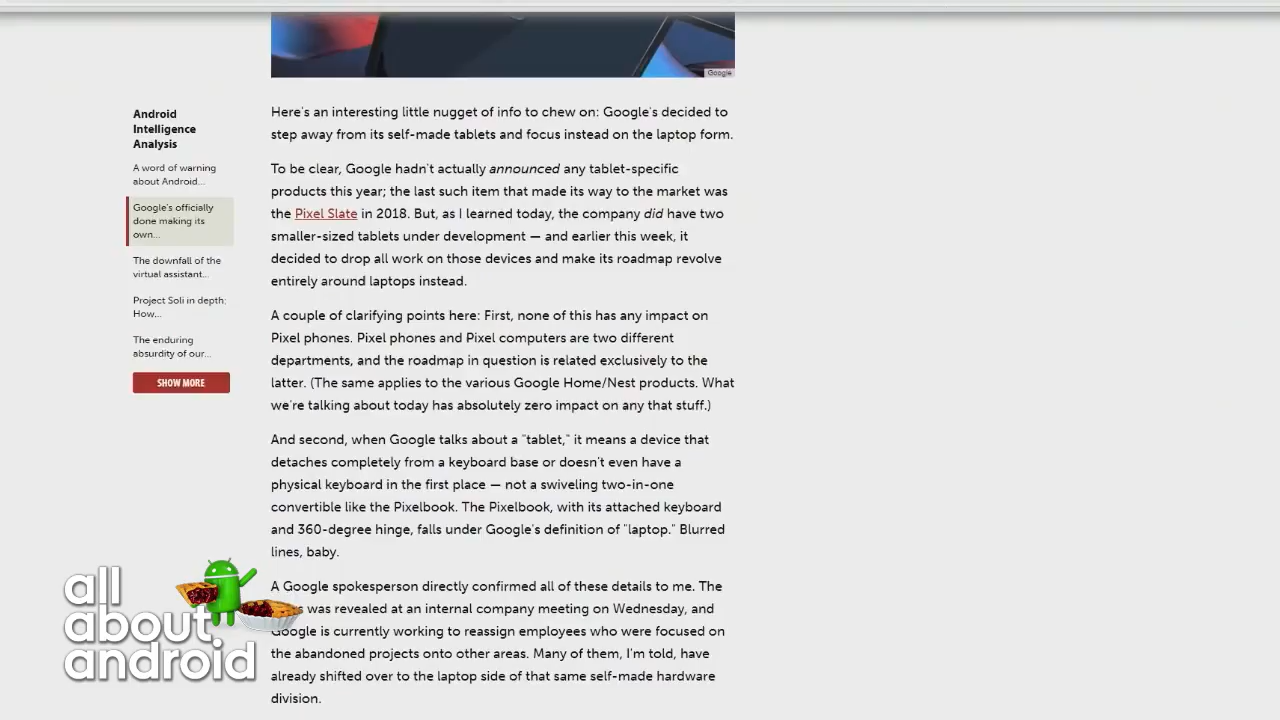 Google
Android
Intelligence
Analysis
A word of warning
about Android...
Google's officially
done making its
own...
The downfall of the
virtual assistant...
Project Soli in depth:
How,...
The enduring
absurdity of our...
SHOW MORE
Here's an interesting little nugget of info to chew on: Google's decided to
step away from its self-made tablets and focus instead on the laptop form.
To be clear, Google hadn't actually announced any tablet-specific
products this year; the last such item that made its way to the market was
the Pixel Slate in 2018. But, as I learned today, the company did have two
smaller-sized tablets under development — and earlier this week, it
decided to drop all work on those devices and make its roadmap revolve
entirely around laptops instead.
A couple of clarifying points here: First, none of this has any impact on
Pixel phones. Pixel phones and Pixel computers are two different
departments, and the roadmap in question is related exclusively to the
latter. (The same applies to the various Google Home/Nest products. What
we're talking about today has absolutely zero impact on any that stuff.)
And second, when Google talks about a "tablet," it means a device that
detaches completely from a keyboard base or doesn't even have a
physical keyboard in the first place — not a swiveling two-in-one
convertible like the Pixelbook. The Pixelbook, with its attached keyboard
and 360-degree hinge, falls under Google's definition of "laptop." Blurred
lines, baby.
A Google spokesperson directly confirmed all of these details to me. The
was revealed at an internal company meeting on Wednesday, and
Google is currently working to reassign employees who were focused on
the abandoned projects onto other areas. Many of them, I'm told, have
already shifted over to the laptop side of that same self-made hardware
division.
all
about
android